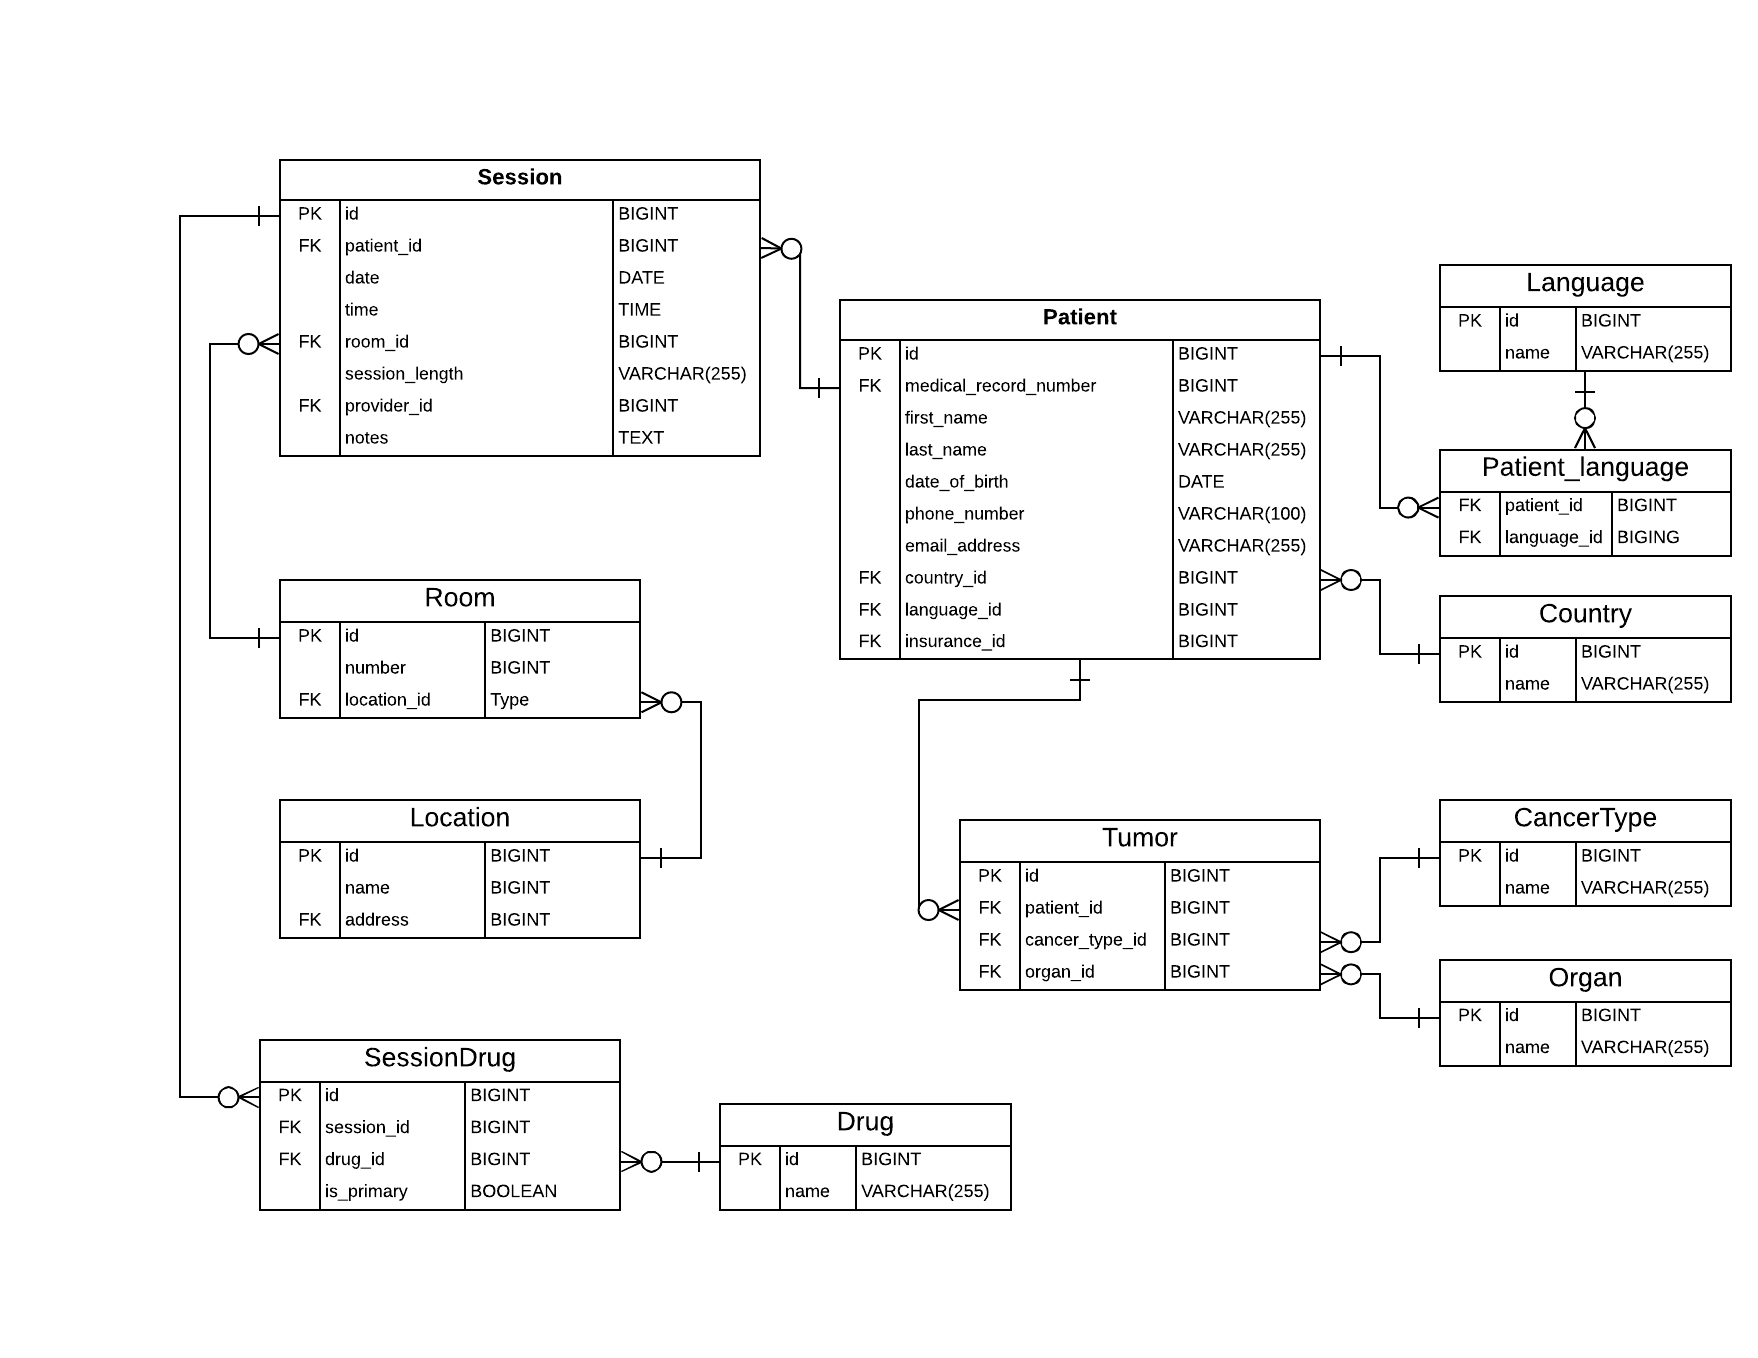 Session
PK id BIGINT
FK patient_id BIGINT
date DATE
time TIME
FK room_id BIGINT
session_length VARCHAR(255)
FK provider_id BIGINT
notes TEXT
Patient
PK id BIGINT
FK medical_record_number BIGINT
first_name VARCHAR(255)
last_name VARCHAR(255)
date_of_birth DATE
phone_number VARCHAR(100)
email_address VARCHAR(255)
FK country_id BIGINT
FK language_id BIGINT
FK insurance_id BIGINT
Language
PK id BIGINT
name VARCHAR(255)
Patient_language
FK patient_id BIGINT
FK language_id BIGING
Country
PK id BIGINT
name VARCHAR(255)
Room
PK id BIGINT
number BIGINT
FK location_id Type
Location
PK id BIGINT
name BIGINT
FK address BIGINT
Tumor
PK id BIGINT
FK patient_id BIGINT
FK cancer_type_id BIGINT
FK organ_id BIGINT
CancerType
PK id BIGINT
name VARCHAR(255)
Organ
PK id BIGINT
name VARCHAR(255)
SessionDrug
PK id BIGINT
FK session_id BIGINT
FK drug_id BIGINT
is_primary BOOLEAN
Drug
PK id BIGINT
name VARCHAR(255)